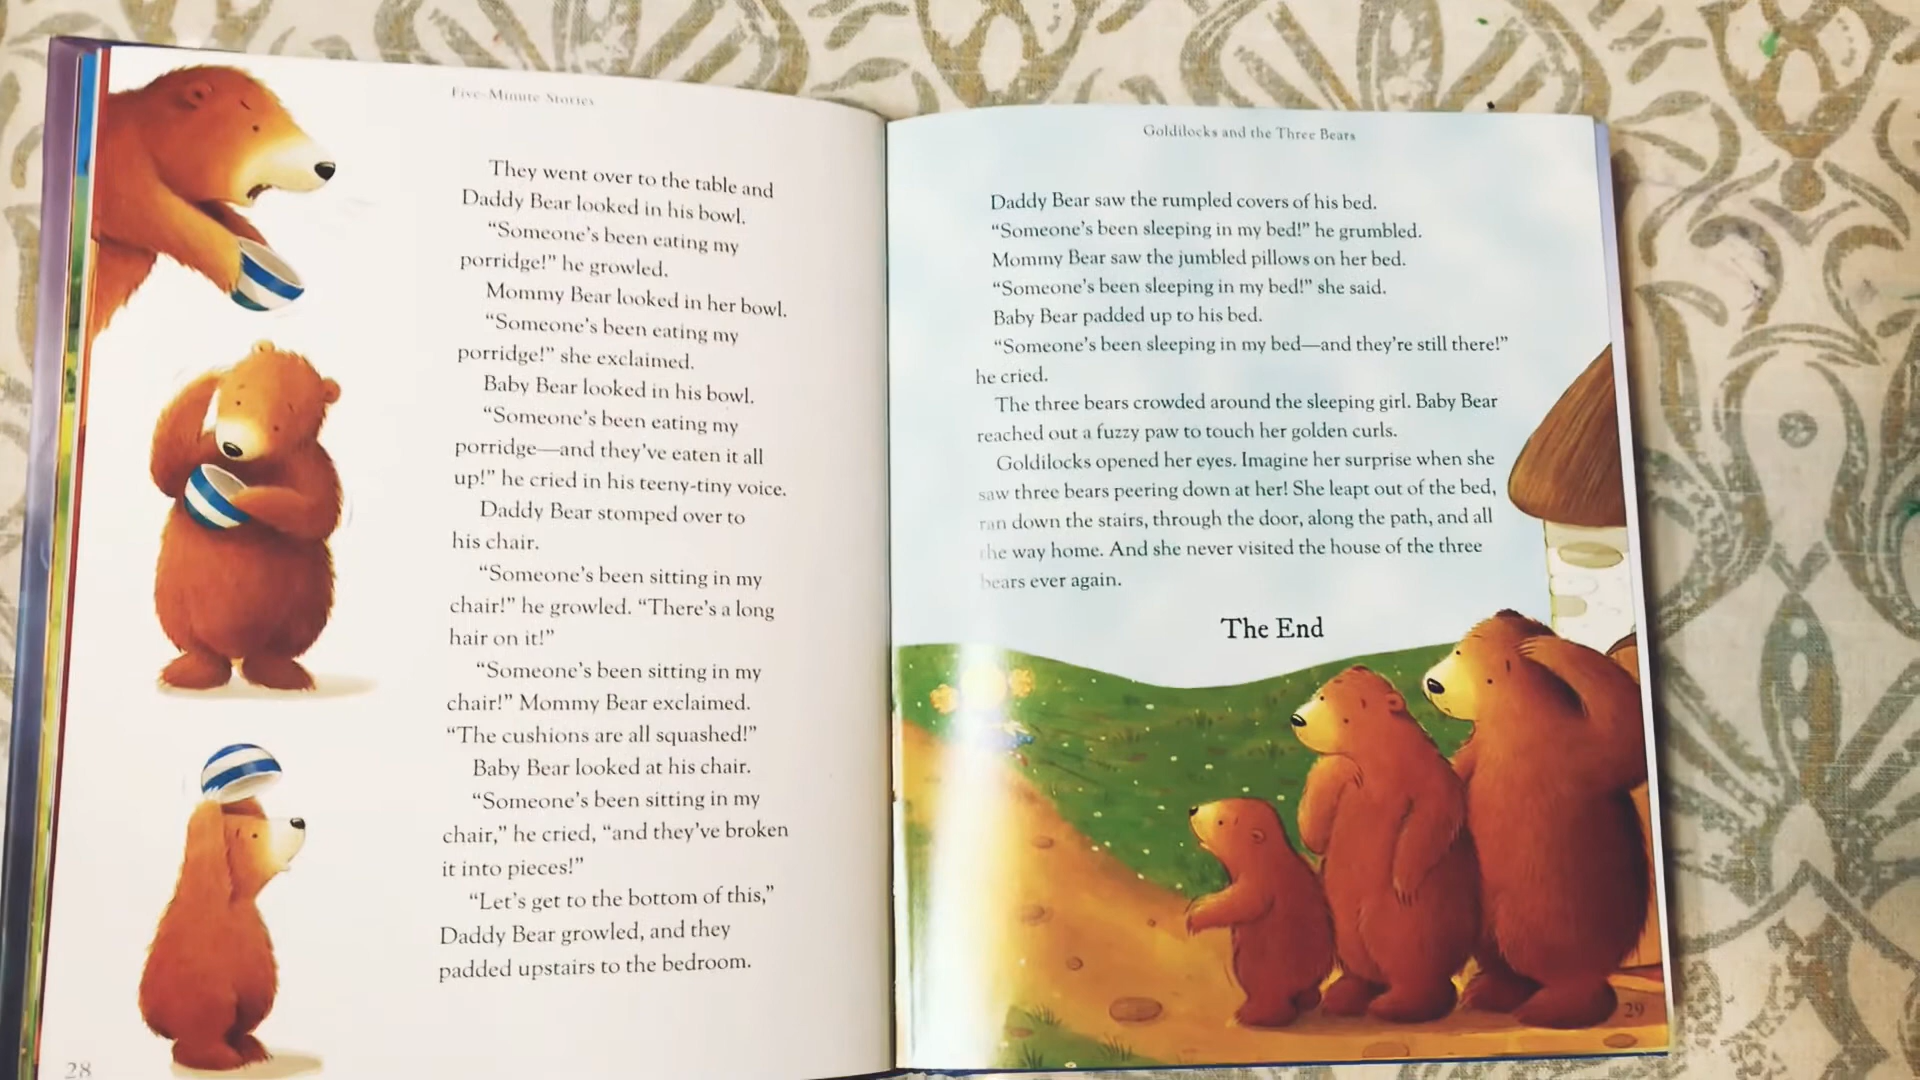 Five-Minute Stories
They went over to the table and
Daddy Bear looked in his bowl.
“Someone’s been eating my
porridge!” he growled.
Mommy Bear looked in her bowl.
“Someone’s been eating my
porridge!” she exclaimed.
Baby Bear looked in his bowl.
“Someone’s been eating my
porridge—and they’ve eaten it all
up!” he cried in his teeny-tiny voice.
Daddy Bear stomped over to
his chair.
“Someone’s been sitting in my
chair!” he growled. “There’s a long
hair on it!”
“Someone’s been sitting in my
chair!” Mommy Bear exclaimed.
“The cushions are all squashed!”
Baby Bear looked at his chair.
“Someone’s been sitting in my
chair,” he cried, “and they’ve broken
it into pieces!”
“Let’s get to the bottom of this,”
Daddy Bear growled, and they
padded upstairs to the bedroom.
28
Goldilocks and the Three Bears
Daddy Bear saw the rumpled covers of his bed.
“Someone’s been sleeping in my bed!” he grumbled.
Mommy Bear saw the jumbled pillows on her bed.
“Someone’s been sleeping in my bed!” she said.
Baby Bear padded up to his bed.
“Someone’s been sleeping in my bed—and they’re still there!”
he cried.
The three bears crowded around the sleeping girl. Baby Bear
reached out a fuzzy paw to touch her golden curls.
Goldilocks opened her eyes. Imagine her surprise when she
saw three bears peering down at her! She leapt out of the bed,
ran down the stairs, through the door, along the path, and all
the way home. And she never visited the house of the three
bears ever again.
The End
29